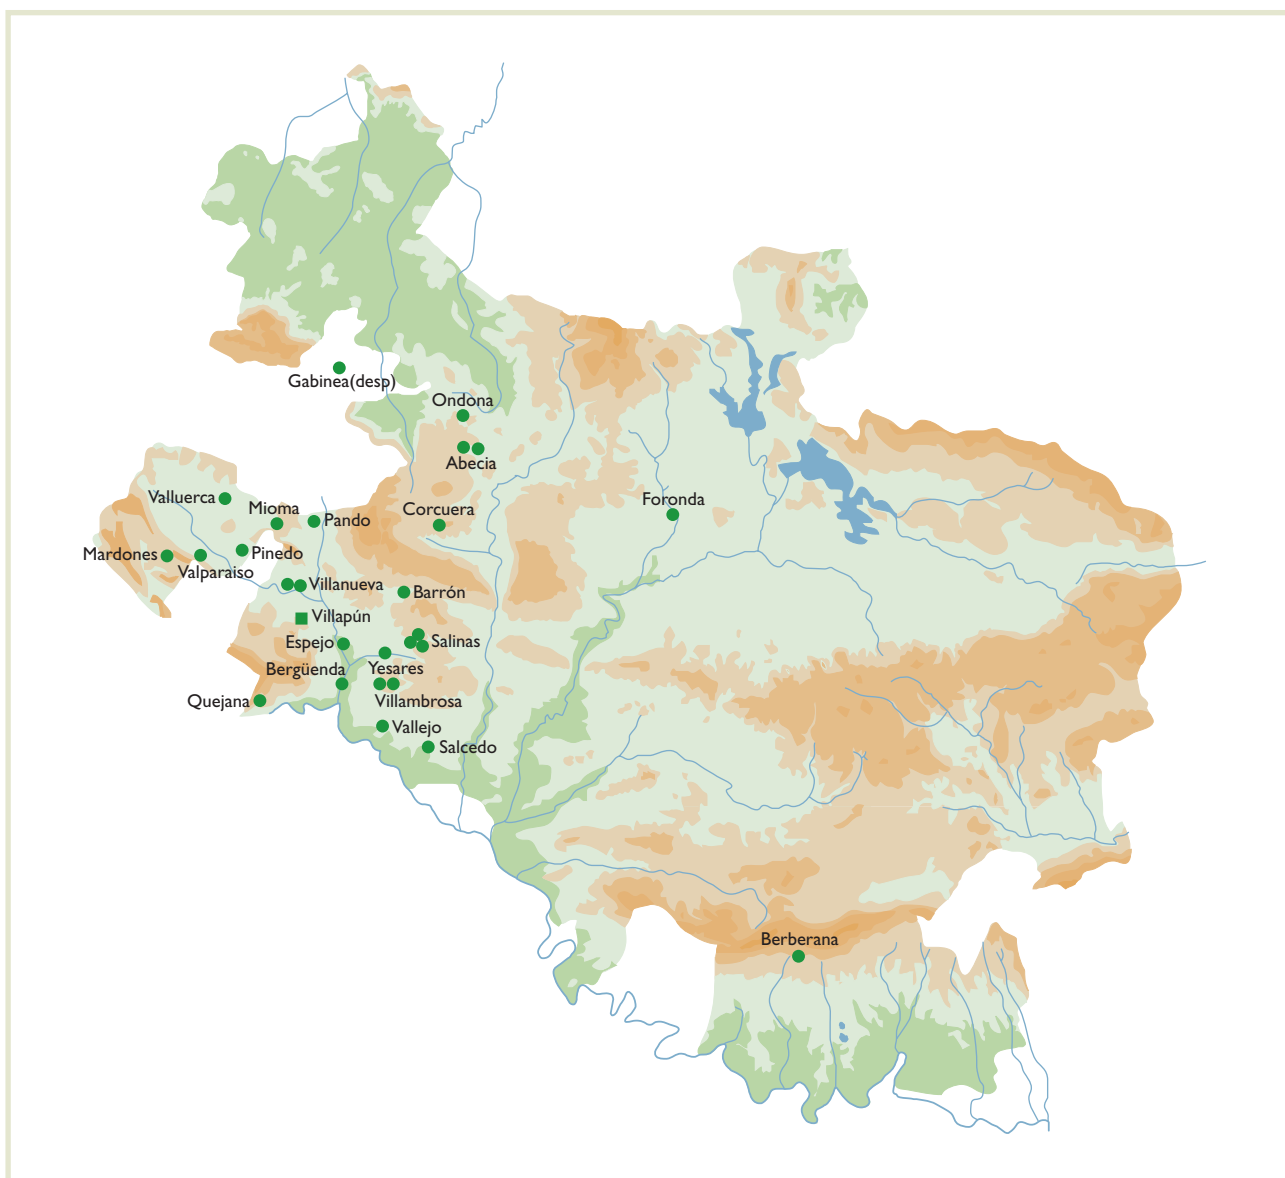 Gabinea(desp)
Ondona
Abecia
Valluerca
Mioma
Pando
Corcuera
Foronda
Mardones
Valparaiso
Pinedo
Villanueva
Barrón
Villapún
Espejo
Salinas
Bergüenda
Yesares
Quejana
Villambrosa
Vallejo
Salcedo
Berberana